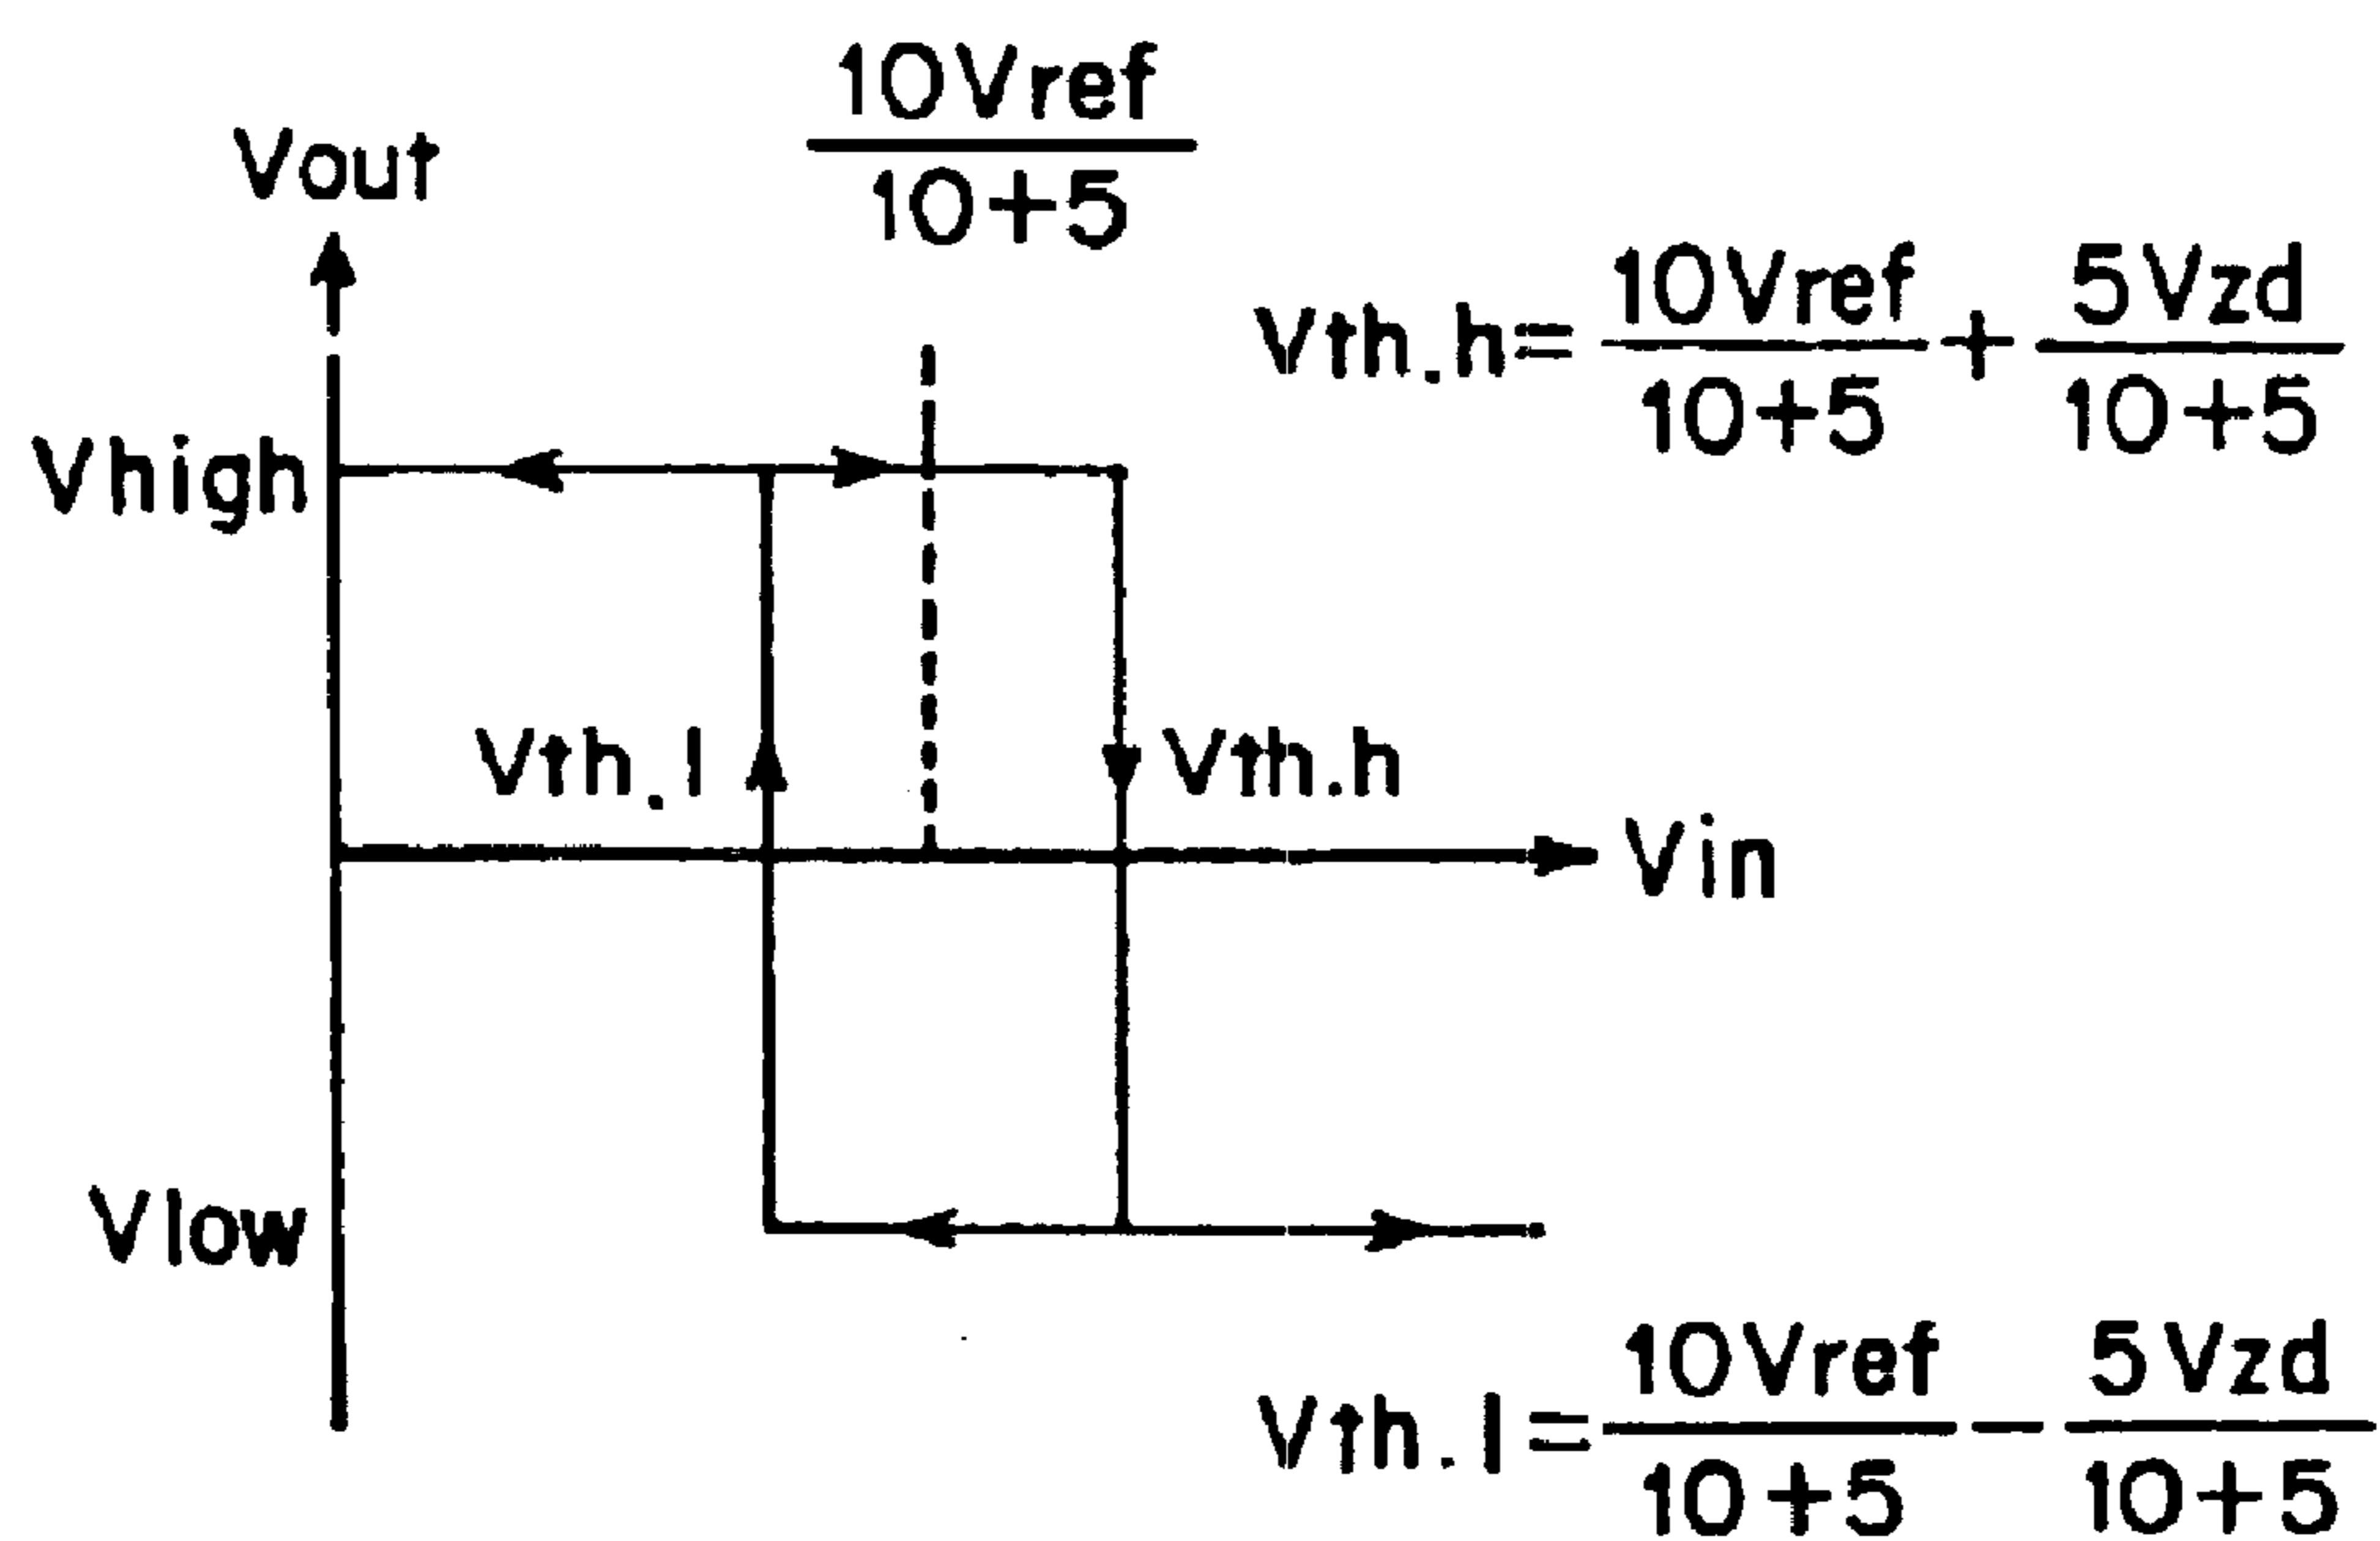 10Vref
10+5
Vout
Vth.h= 10Vref/10+5 + 5Vzd/10+5
Vhigh
Vth.l
Vth.h
Vin
Vlow
Vth.l = 10Vref/10+5 − 5Vzd/10+5